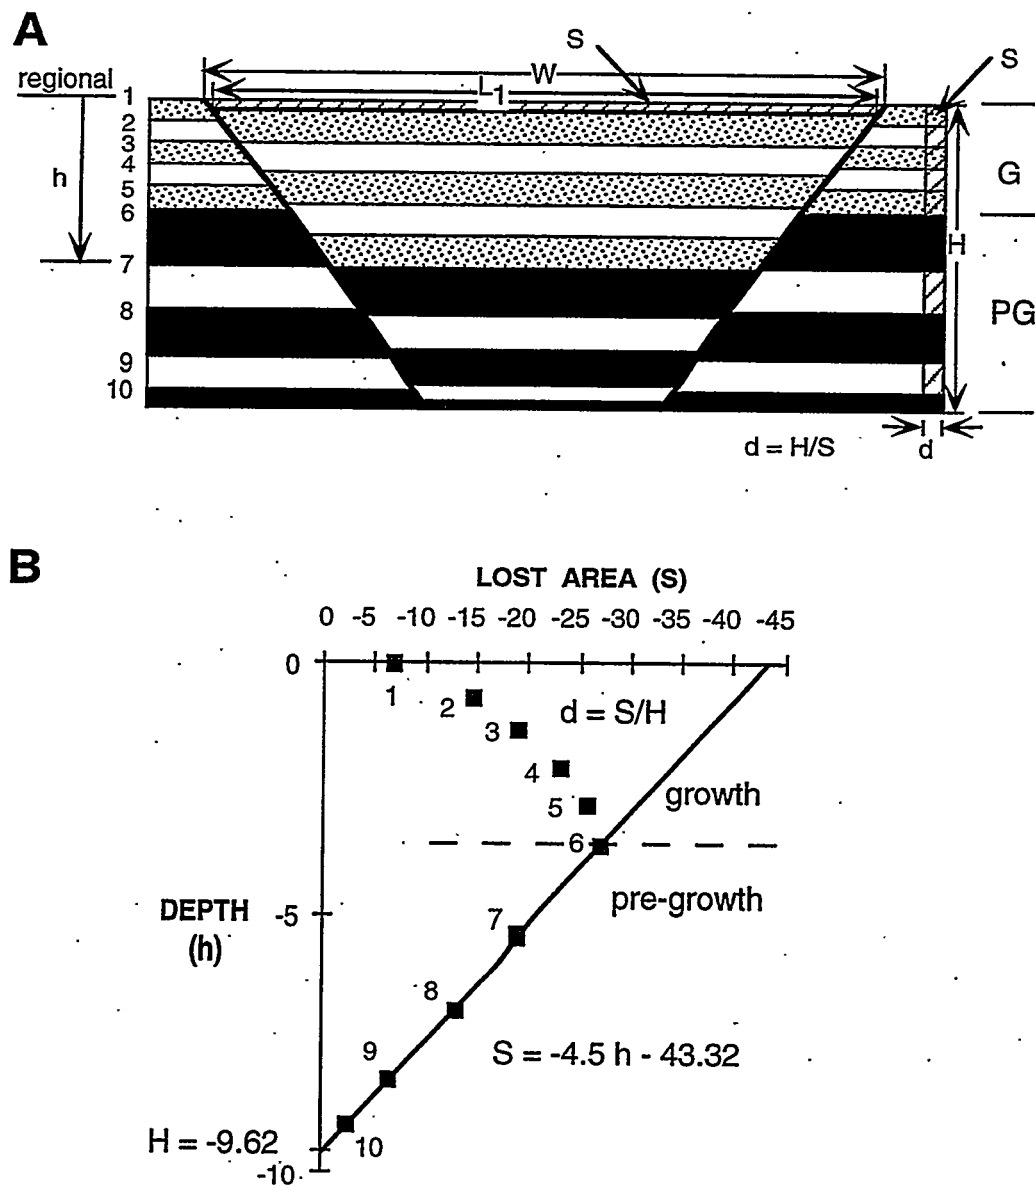 A
S
S
W
regional
L1
1
2
3
4
h
5
6
7
8
9
10
G
H
PG
d = H/S
d
B
LOST AREA (S)
0 -5 -10 -15 -20 -25 -30 -35 -40 -45
0
1
2
d = S/H
3
4
growth
5
6
pre-growth
DEPTH
(h)
-5
7
8
9
S = -4.5 h - 43.32
H = -9.62
10
-10